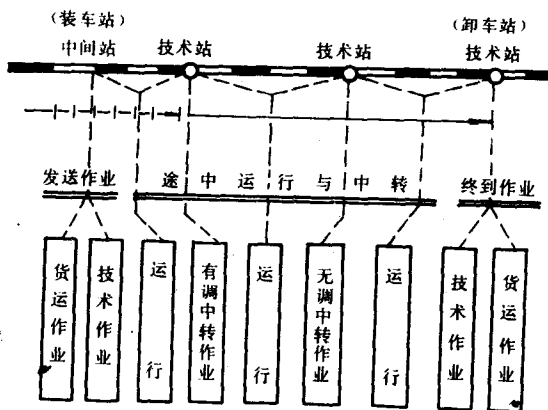 （装车站）
（卸车站）
中间站
技术站
技术站
技术站
发送作业
途中运行与中转
终到作业
货运作业
技术作业
运行
有调中转作业
运行
无调中转作业
运行
技术作业
货运作业